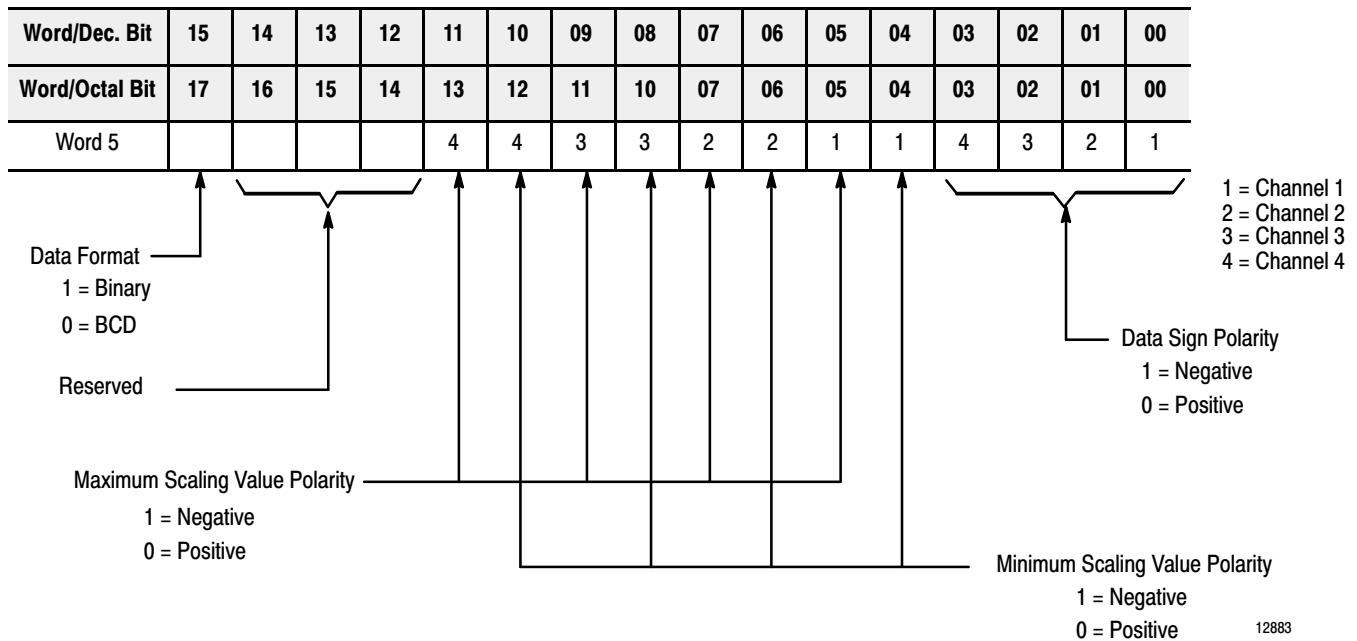 Word/Dec. Bit 15 14 13 12 11 10 09 08 07 06 05 04 03 02 01 00
Word/Octal Bit 17 16 15 14 13 12 11 10 07 06 05 04 03 02 01 00
Word 5 4 4 3 3 2 2 1 1 4 3 2 1
1 = Channel 1
2 = Channel 2
3 = Channel 3
4 = Channel 4
Data Format
1 = Binary
0 = BCD
Reserved
Data Sign Polarity
1 = Negative
0 = Positive
Maximum Scaling Value Polarity
1 = Negative
0 = Positive
Minimum Scaling Value Polarity
1 = Negative
0 = Positive
12883